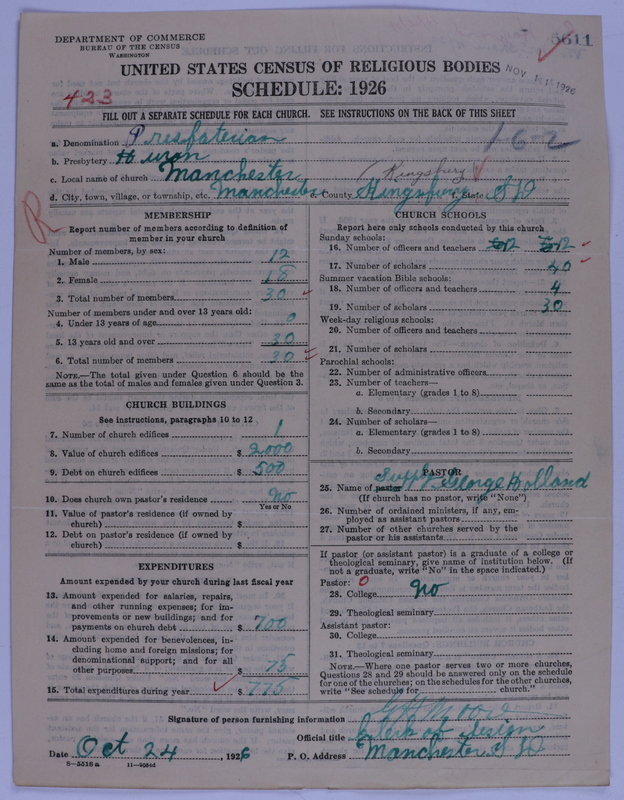 DEPARTMENT OF COMMERCE
BUREAU OF THE CENSUS
WASHINGTON
5611
NOV 1926
UNITED STATES CENSUS OF RELIGIOUS BODIES
SCHEDULE: 1926
423
FILL OUT A SEPARATE SCHEDULE FOR EACH CHURCH. SEE INSTRUCTIONS ON THE BACK OF THIS SHEET
162
a. Denomination Presbaterian
b. Presbytery Huron
c. Local name of church Manchester
Kingsbury
d. City, town, village, or township, etc. Manchester e. County Kingsbury f. State S D
R
MEMBERSHIP
Report number of members according to definition of
member in your church
Number of members, by sex:
1. Male 12
2. Female 18
3. Total number of members 30
Number of members under and over 13 years old:
4. Under 13 years of age 0
5. 13 years old and over 30
6. Total number of members 30
NOTE.—The total given under Question 6 should be
same as the total of males and females given under Question 3.
CHURCH BUILDINGS
See instructions, paragraphs 10 to 12
7. Number of church edifices 1
8. Value of church edifices $ 2000
9. Debt on church edifices $ 500
10. Does church own pastor's residence No
Yes or No
11. Value of pastor's residence (if owned by
church) $
12. Debt on pastor's residence (if owned by
church) $
EXPENDITURES
Amount expended by your church during last fiscal year
13. Amount expended for salaries, repairs,
and other running expenses; for im-
provements or new buildings; and for
payments on church debt $ 700
14. Amount expended for benevolences, in-
cluding home and foreign missions; for
denominational support; and for all
other purposes $ 75
15. Total expenditures during year $ 775
CHURCH SCHOOLS
Report here only schools conducted by this church
Sunday schools:
16. Number of officers and teachers
17. Number of scholars 40
Summer vacation Bible schools:
18. Number of officers and teachers 4
19. Number of scholars 30
Week-day religious schools:
20. Number of officers and teachers
21. Number of scholars
Parochial schools:
22. Number of administrative officers
23. Number of teachers—
a. Elementary (grades 1 to 8)
b. Secondary
24. Number of scholars—
a. Elementary (grades 1 to 8)
b. Secondary
PASTOR
25. Name of pastor Supply George Holland
(If church has no pastor, write "None")
26. Number of ordained ministers, if any, em-
ployed as assistant pastors
27. Number of other churches served by the
pastor or his assistants
If pastor (or assistant pastor) is a graduate of a college or
theological seminary, give name of institution below. (If
not a graduate, write "No" in the space indicated.)
Pastor: 0
28. College No
29. Theological seminary
Assistant pastor:
30. College
31. Theological seminary
NOTE.—Where one pastor serves two or more churches,
Questions 28 and 29 should be answered only on the schedule
for one of the churches; on the schedules for the other churches,
write "See schedule for church."
Signature of person furnishing information Moore
Official title Clerk of Session
Date Oct 24, 1926 P. O. Address Manchester S D
8—5518a 11—9054d